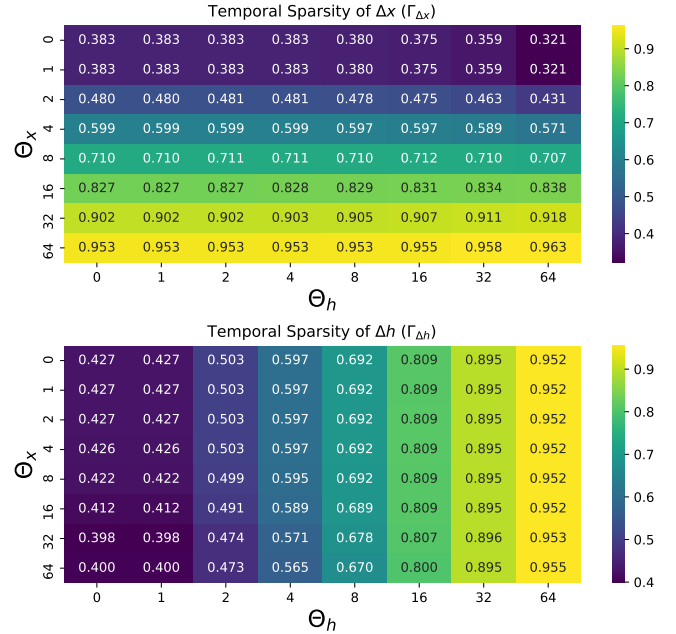 Temporal Sparsity of Δx (Γ_Δx)
0 0.383 0.383 0.383 0.383 0.380 0.375 0.359 0.321
1 0.383 0.383 0.383 0.383 0.380 0.375 0.359 0.321
2 0.480 0.480 0.481 0.481 0.478 0.475 0.463 0.431
4 0.599 0.599 0.599 0.599 0.597 0.597 0.589 0.571
8 0.710 0.710 0.711 0.711 0.710 0.712 0.710 0.707
16 0.827 0.827 0.827 0.828 0.829 0.831 0.834 0.838
32 0.902 0.902 0.902 0.903 0.905 0.907 0.911 0.918
64 0.953 0.953 0.953 0.953 0.955 0.958 0.963
0 1 2 4 8 16 32 64
Θ_x
Θ_h
0.9
0.8
0.7
0.6
0.5
0.4
Temporal Sparsity of Δh (Γ_Δh)
0 0.427 0.427 0.503 0.597 0.692 0.809 0.895 0.952
1 0.427 0.427 0.503 0.597 0.692 0.809 0.895 0.952
2 0.427 0.427 0.503 0.597 0.692 0.809 0.895 0.952
4 0.426 0.426 0.503 0.597 0.692 0.809 0.895 0.952
8 0.422 0.422 0.499 0.595 0.692 0.809 0.895 0.952
16 0.412 0.412 0.491 0.589 0.689 0.809 0.895 0.952
32 0.398 0.398 0.474 0.571 0.678 0.807 0.896 0.953
64 0.400 0.400 0.473 0.565 0.670 0.800 0.895 0.955
0 1 2 4 8 16 32 64
Θ_x
Θ_h
0.9
0.8
0.7
0.6
0.5
0.4